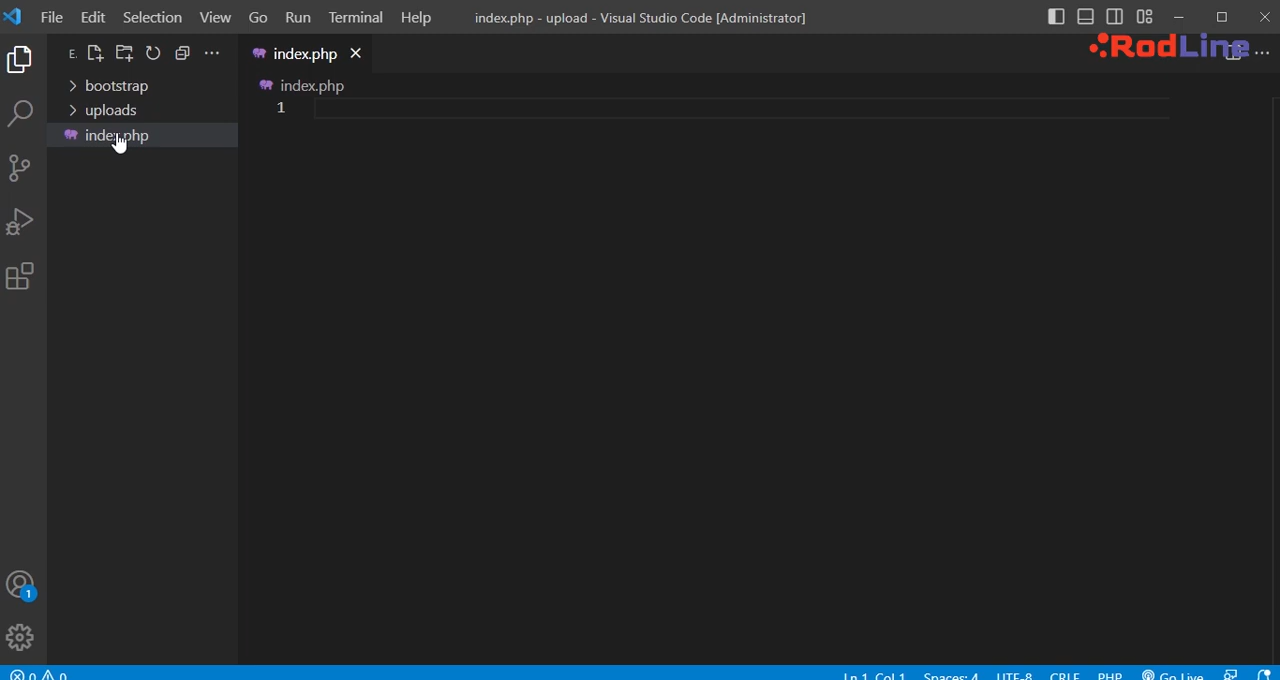 File Edit Selection View Go Run Terminal Help index.php - upload - Visual Studio Code [Administrator]
RodLine
E. index.php
bootstrap
index.php
1
uploads
index.php
1
0 0 Ln 1, Col 1 Spaces: 4 UTF-8 CRLF PHP Go Live